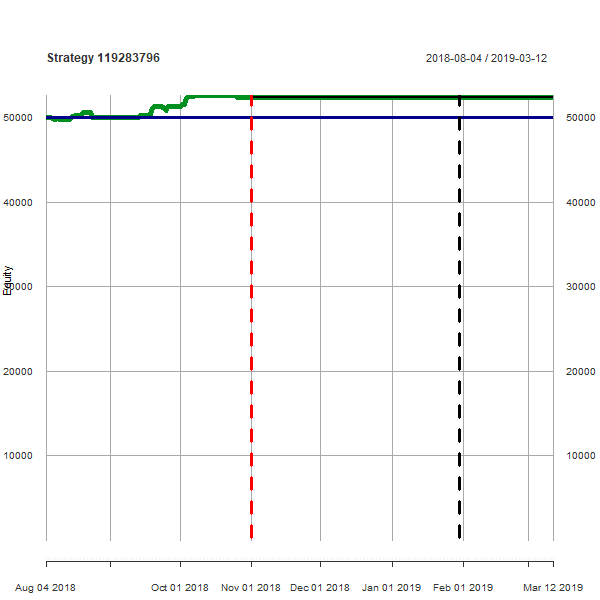 Strategy 119283796 2018-08-04 / 2019-03-12
50000 50000
40000 40000
Equity
30000 30000
20000 20000
10000 10000
Aug 04 2018 Oct 01 2018 Nov 01 2018 Dec 01 2018 Jan 01 2019 Feb 01 2019 Mar 12 2019